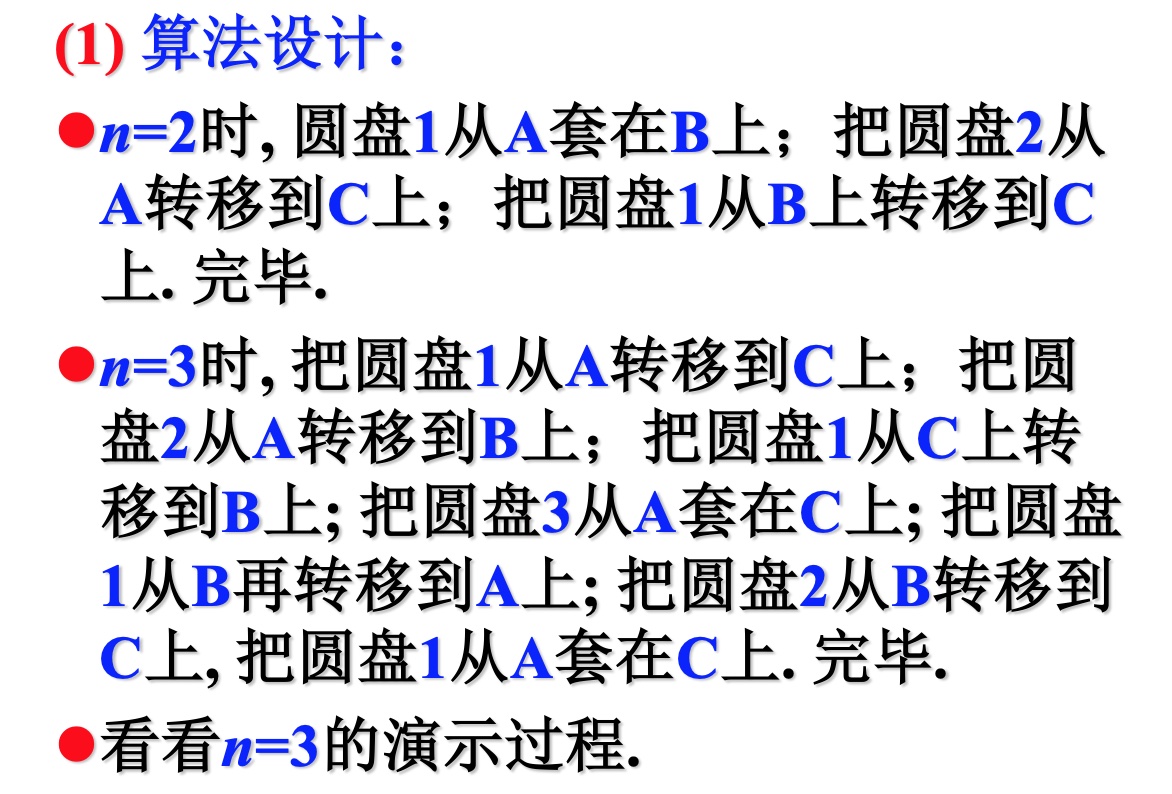 (1) 算法设计：
●n=2时, 圆盘1从A套在B上；把圆盘2从
A转移到C上；把圆盘1从B上转移到C
上. 完毕.
●n=3时, 把圆盘1从A转移到C上；把圆
盘2从A转移到B上；把圆盘1从C上转
移到B上; 把圆盘3从A套在C上; 把圆盘
1从B再转移到A上; 把圆盘2从B转移到
C上, 把圆盘1从A套在C上. 完毕.
●看看n=3的演示过程.